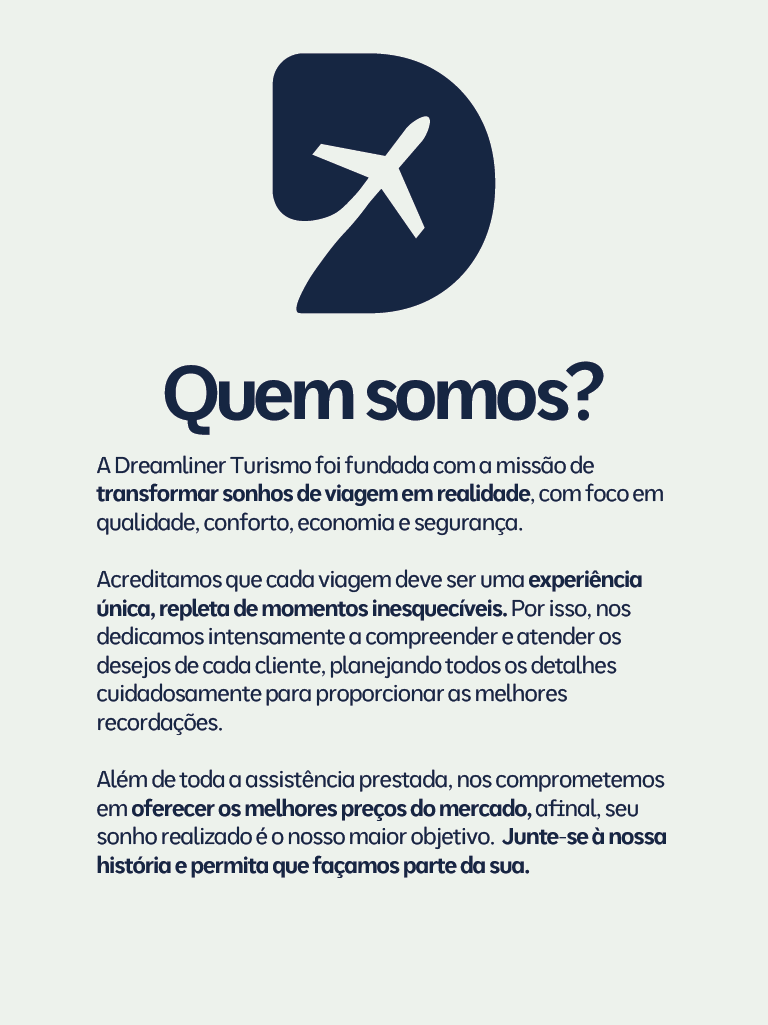 Quem somos?
A Dreamliner Turismo foi fundada com a missão de
transformar sonhos de viagem em realidade, com foco em
qualidade, conforto, economia e segurança.
Acreditamos que cada viagem deve ser uma experiência
única, repleta de momentos inesquecíveis. Por isso, nos
dedicamos intensamente a compreender e atender os
desejos de cada cliente, planejando todos os detalhes
cuidadosamente para proporcionar as melhores
recordações.
Além de toda a assistência prestada, nos comprometemos
em oferecer os melhores preços do mercado, afinal, seu
sonho realizado é o nosso maior objetivo. Junte-se à nossa
história e permita que façamos parte da sua.